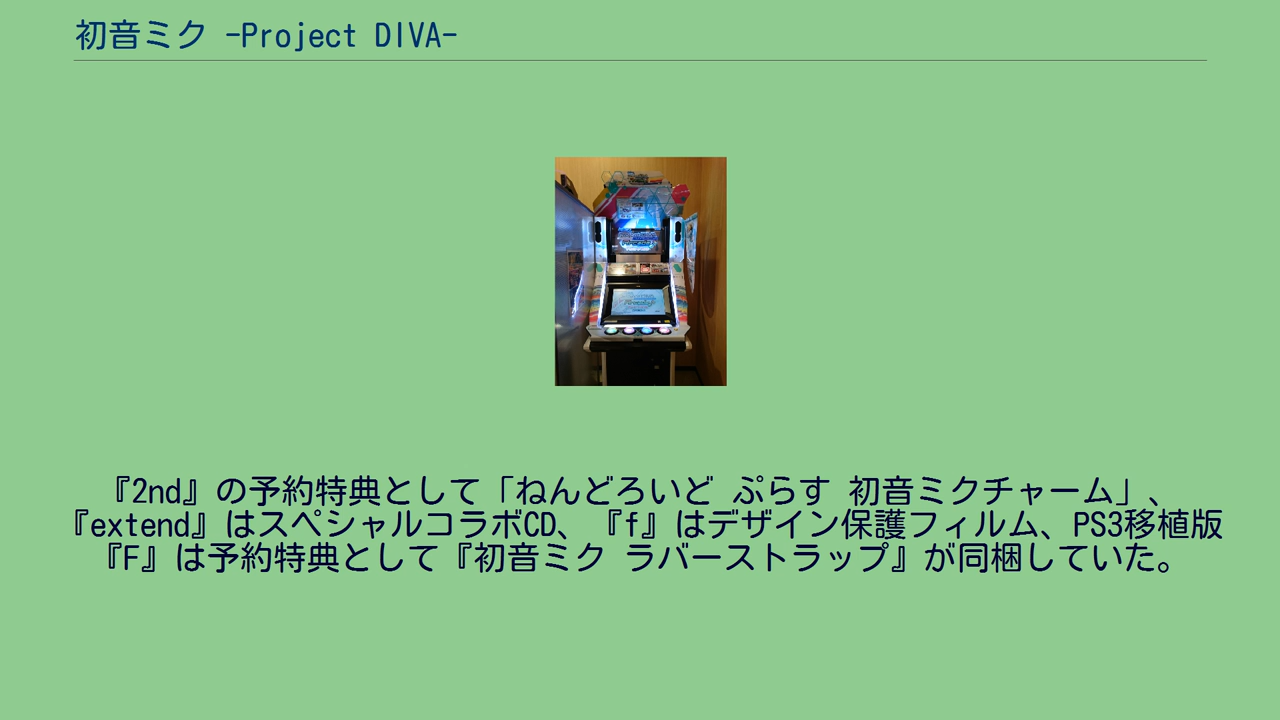 初音ミク -Project DIVA-
『2nd』の予約特典として「ねんどろいど ぷらす 初音ミクチャーム」、
『extend』はスペシャルコラボCD、『f』はデザイン保護フィルム、PS3移植版
『F』は予約特典として『初音ミク ラバーストラップ』が同梱していた。